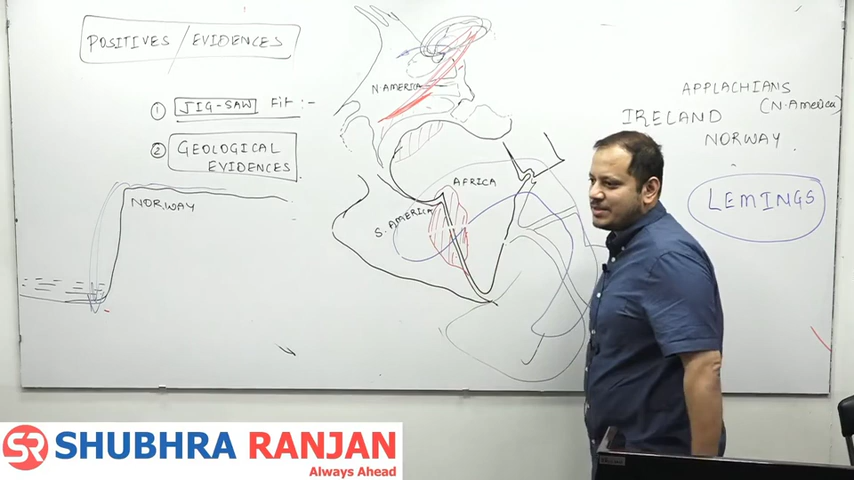 POSITIVES / EVIDENCES
① JIG-SAW Fit :-
② GEOLOGICAL
EVIDENCES
NORWAY
N.AMERICA
AFRICA
S.AMERICA
APPLACHIANS
(N.America)
IRELAND
NORWAY
LEMINGS
SR SHUBHRA RANJAN
Always Ahead